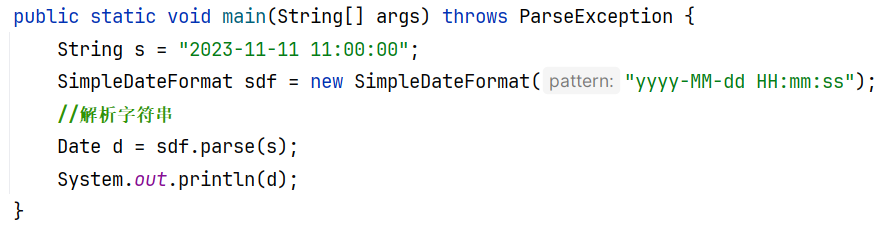 public static void main(String[] args) throws ParseException {
    String s = "2023-11-11 11:00:00";
    SimpleDateFormat sdf = new SimpleDateFormat( pattern: "yyyy-MM-dd HH:mm:ss");
    //解析字符串
    Date d = sdf.parse(s);
    System.out.println(d);
}